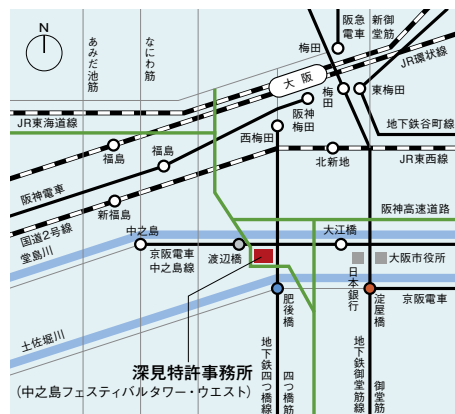 N
あみだ池筋
なにわ筋
阪急電車
新御堂筋
梅田
JR環状線
大阪
梅田
東梅田
阪神梅田
西梅田
地下鉄谷町線
JR東海道線
福島
福島
北新地
JR東西線
阪神電車
新福島
国道2号線
阪神高速道路
堂島川
中之島
渡辺橋
大江橋
京阪電車
中之島線
日本銀行
大阪市役所
肥後橋
淀屋橋
京阪電車
土佐堀川
地下鉄四つ橋線
四つ橋筋
地下鉄御堂筋線
御堂筋
深見特許事務所
(中之島フェスティバルタワー・ウエスト)